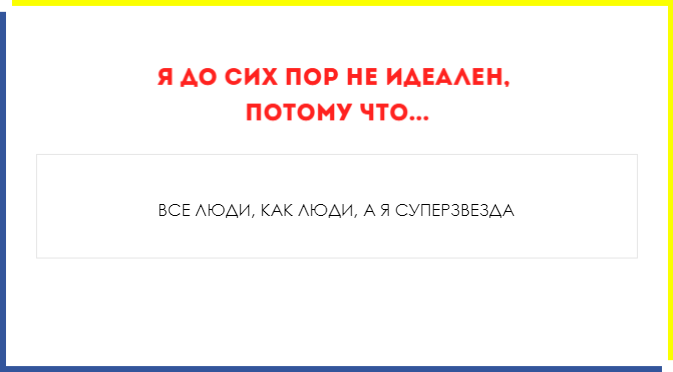 Я ДО СИХ ПОР НЕ ИДЕАЛЕН,
ПОТОМУ ЧТО...
ВСЕ ЛЮДИ, КАК ЛЮДИ, А Я СУПЕРЗВЕЗДА